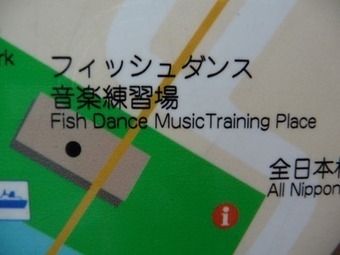 rk
フィッシュダンス
音楽練習場
Fish Dance MusicTraining Place
全日本
All Nippon
i